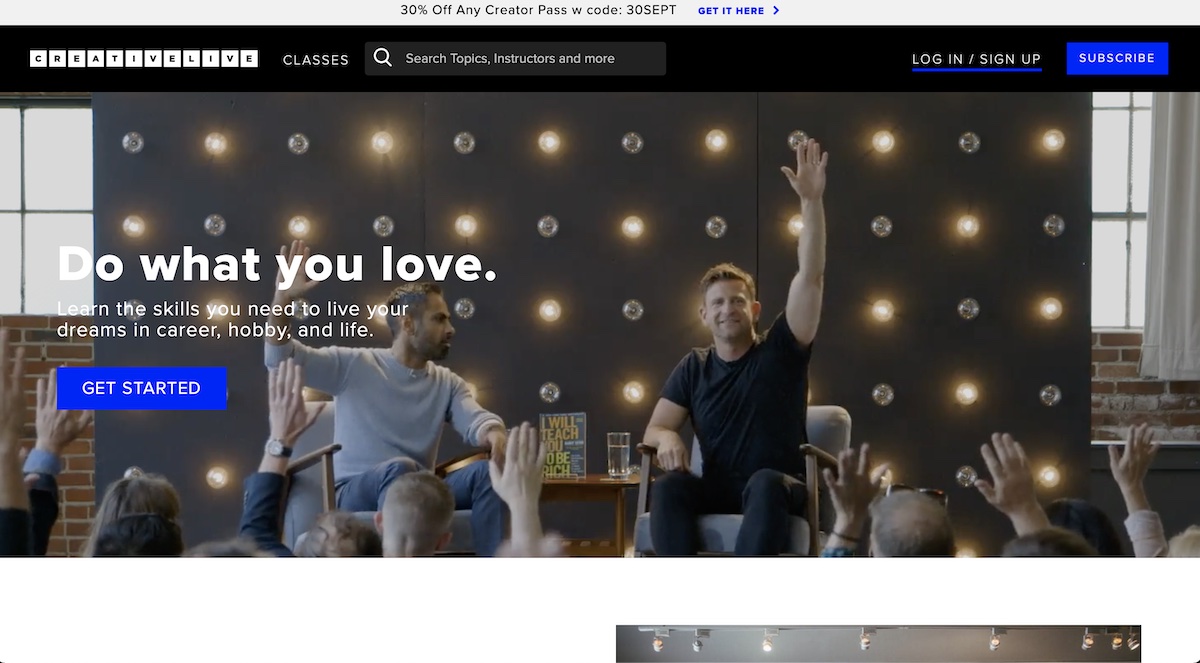 30% Off Any Creator Pass w code: 30SEPT GET IT HERE
CREATIVELIVE CLASSES Search Topics, Instructors and more LOG IN / SIGN UP SUBSCRIBE
Do what you love.
Learn the skills you need to live your
dreams in career, hobby, and life.
GET STARTED
I WILL
TEACH
YOU
TO BE
RICH